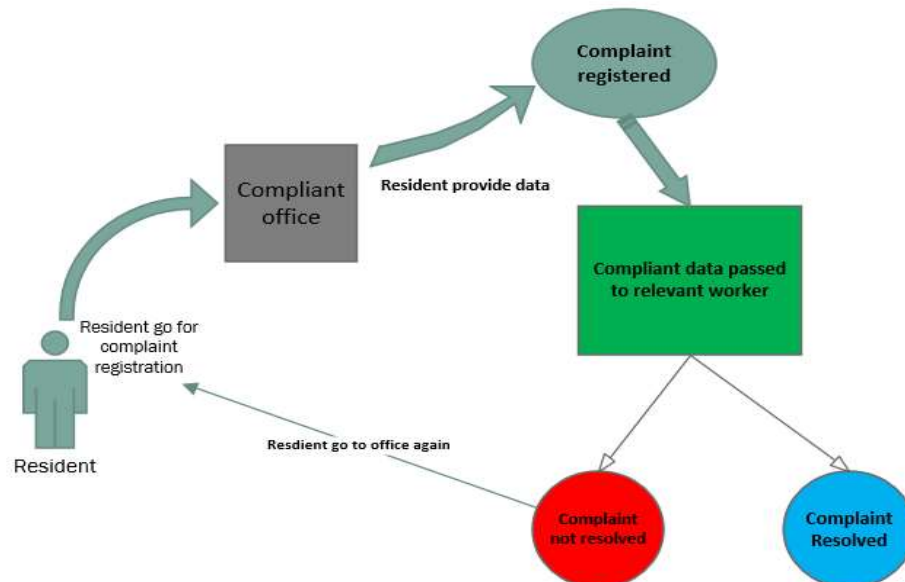 Complaint
registered
Resident provide data
Compliant
office
Compliant data passed
to relevant worker
Resident go for
complaint
registration
Resident
Resdient go to office again
Complaint
not resolved
Complaint
Resolved